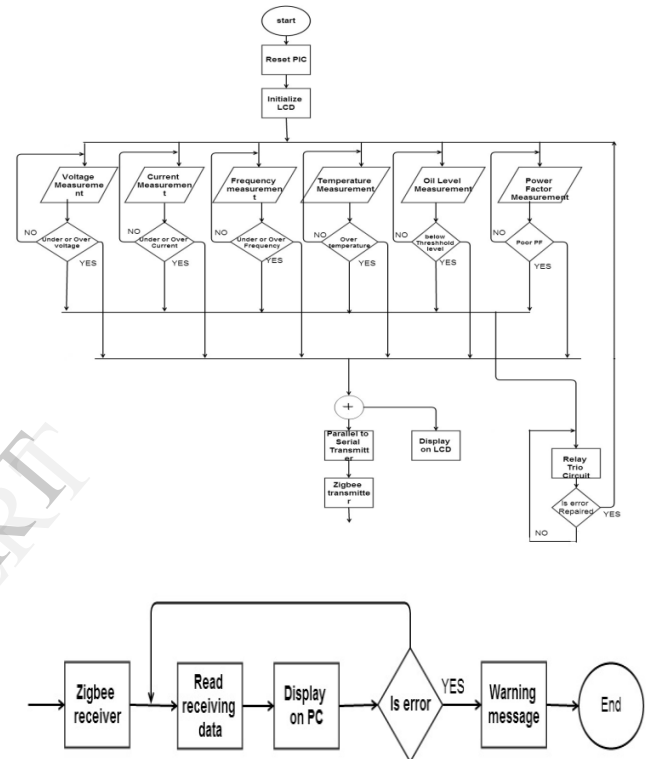 start
Reset PIC
Initialize
LCD
Voltage
Measureme
nt
Current
Measuremen
t
Frequency
measuremen
t
Temperature
Measurement
Oil Level
Measurement
Power
Factor
Measurement
NO
Under or Over
voltage
YES
NO
Under or Over
Current
YES
NO
Under or Over
Frequency
YES
NO
Over
temperature
YES
NO
below
Threshhold
level
YES
NO
Poor PF
YES
+
Parallel to
Serial
Transmitt
er
Display
on LCD
Zigbee
transmitte
r
Relay
Trio
Circuit
Is error
Repaired
YES
NO
Zigbee
receiver
Read
receiving
data
Display
on PC
Is error
YES
Warning
message
End